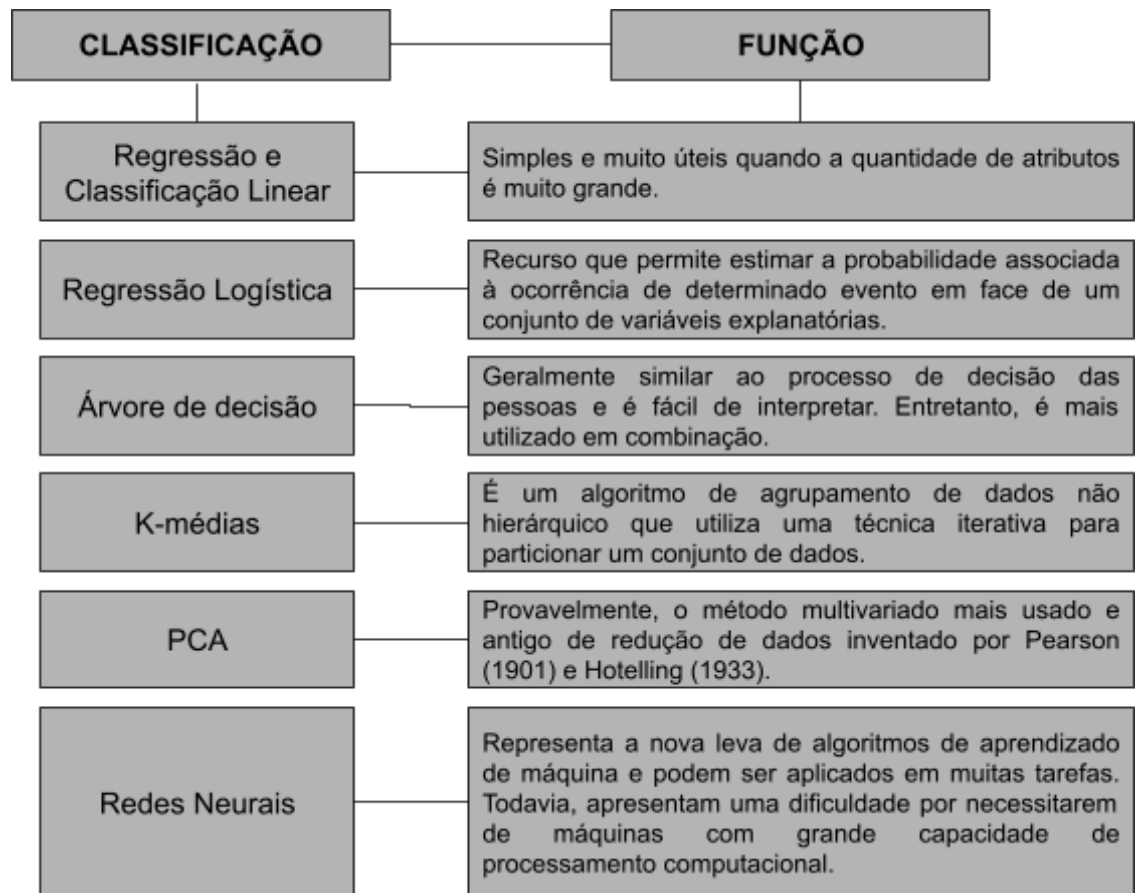 CLASSIFICAÇÃO
FUNÇÃO
Regressão e
Classificação Linear
Simples e muito úteis quando a quantidade de atributos
é muito grande.
Regressão Logística
Recurso que permite estimar a probabilidade associada
à ocorrência de determinado evento em face de um
conjunto de variáveis explanatórias.
Árvore de decisão
Geralmente similar ao processo de decisão das
pessoas e é fácil de interpretar. Entretanto, é mais
utilizado em combinação.
K-médias
É um algoritmo de agrupamento de dados não
hierárquico que utiliza uma técnica iterativa para
particionar um conjunto de dados.
PCA
Provavelmente, o método multivariado mais usado e
antigo de redução de dados inventado por Pearson
(1901) e Hotelling (1933).
Redes Neurais
Representa a nova leva de algoritmos de aprendizado
de máquina e podem ser aplicados em muitas tarefas.
Todavia, apresentam uma dificuldade por necessitarem
de máquinas com grande capacidade de
processamento computacional.